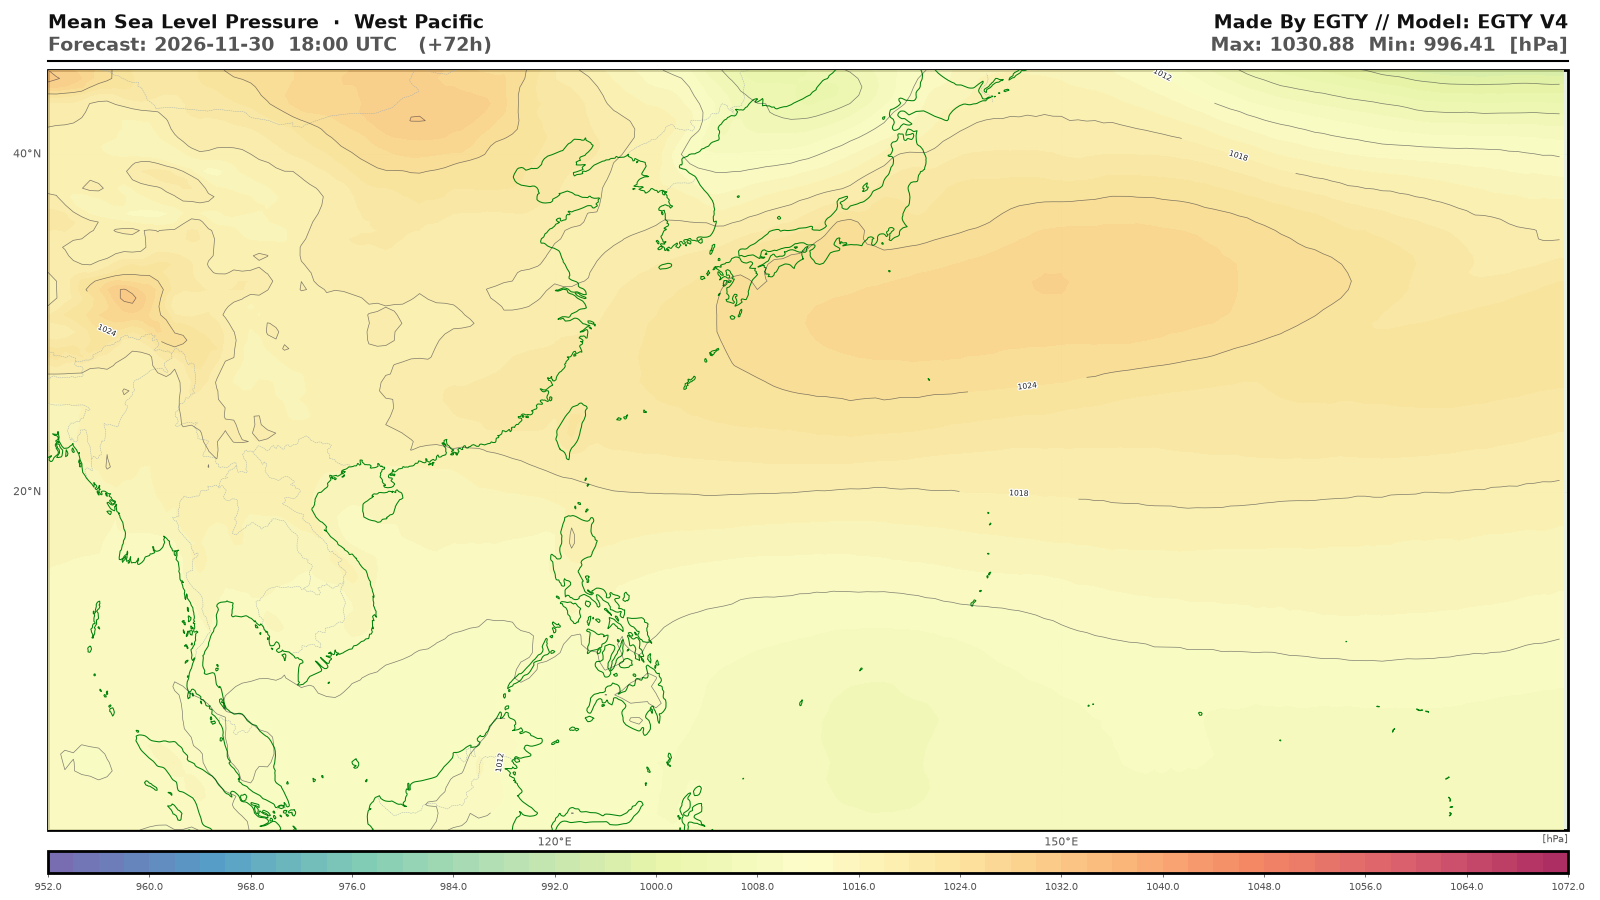 Mean Sea Level Pressure · West Pacific
Made By EGTY // Model: EGTY V4
Forecast: 2026-11-30 18:00 UTC (+72h)
Max: 1030.88 Min: 996.41 [hPa]
1012
40°N
1018
1024
1024
20°N
1018
1012
120°E
150°E
[hPa]
952.0 960.0 968.0 976.0 984.0 992.0 1000.0 1008.0 1016.0 1024.0 1032.0 1040.0 1048.0 1056.0 1064.0 1072.0